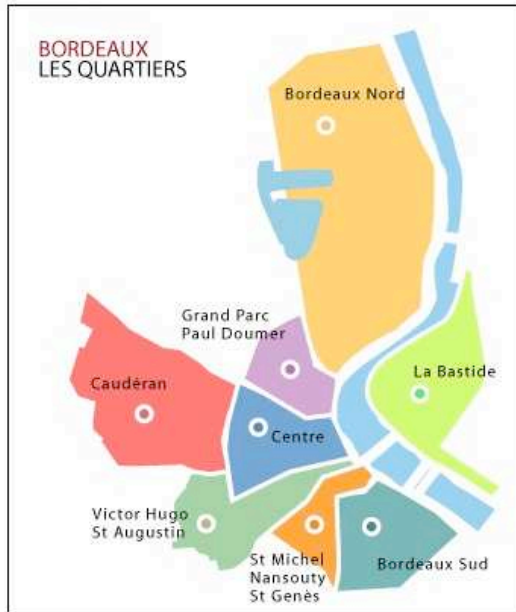 BORDEAUX
LES QUARTIERS
Bordeaux Nord
Grand Parc
Paul Doumer
La Bastide
Caudéran
Centre
Victor Hugo
St Augustin
St Michel
Nansouty
St Genès
Bordeaux Sud